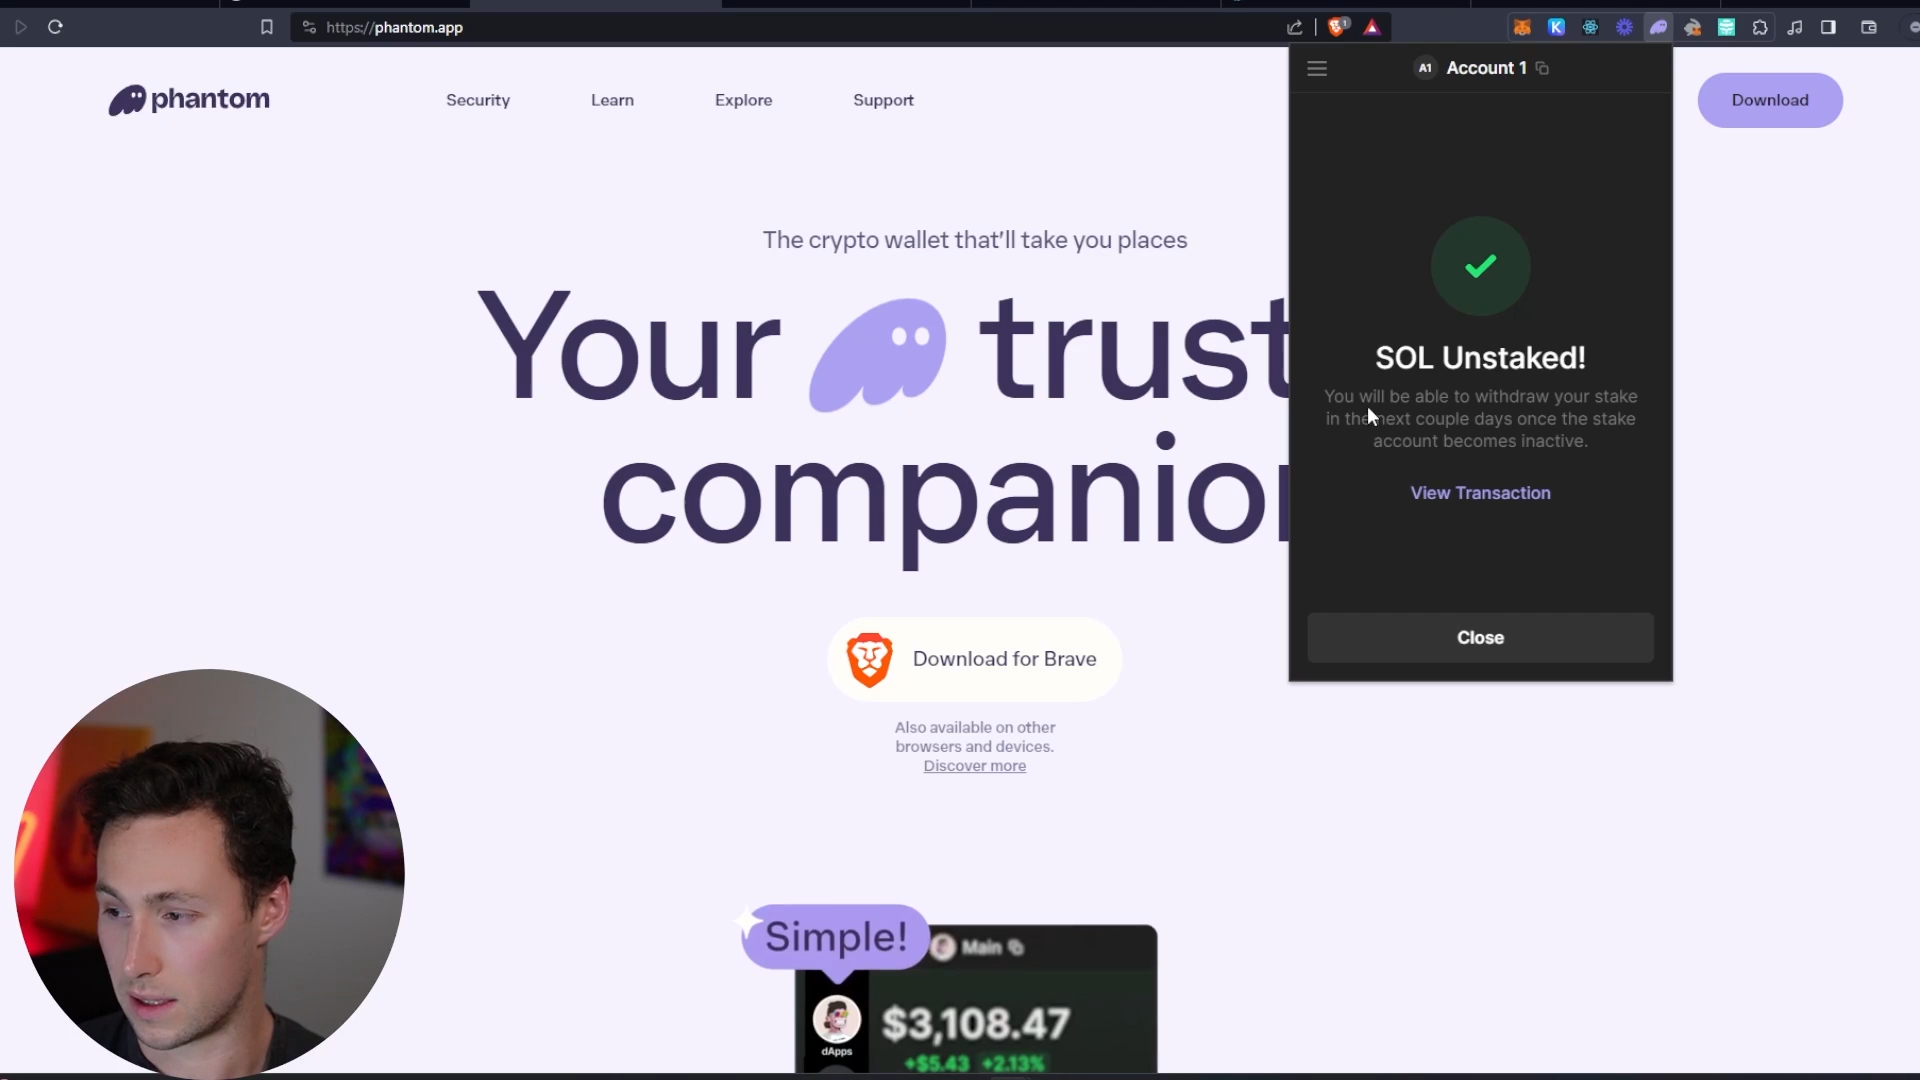 https://phantom.app
phantom
Security
Learn
Explore
Support
Download
A1
Account 1
The crypto wallet that'll take you places
Your trust
companion
SOL Unstaked!
You will be able to withdraw your stake
in the next couple days once the stake
account becomes inactive.
View Transaction
Close
Download for Brave
Also available on other
browsers and devices.
Discover more
Simple!
Main
$3,108.47
+$5.43 +2.13%
dApps